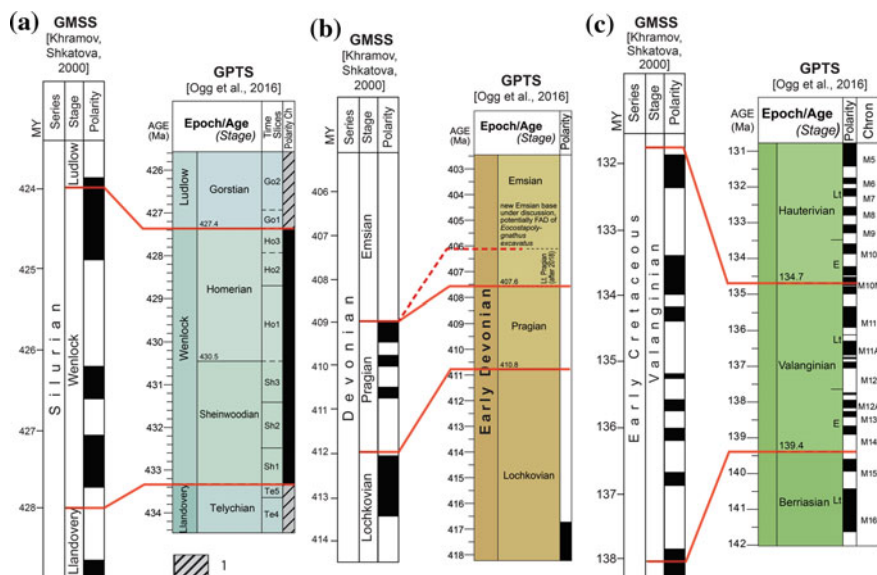 (a)
GMSS
[Khramov,
Shkatova,
2000]
MY
Series
Stage
Polarity
424
425
426
427
428
Silurian
Ludlow
Wenlock
Llandovery
GPTS
[Ogg et al., 2016]
AGE
(Ma)
Epoch/Age
(Stage)
Time
Slices
Polarity Ch
426
427
428
429
430
431
432
433
434
Ludlow
Wenlock
Llandovery
Gorstian
427.4
Homerian
430.5
Sheinwoodian
Telychian
Go2
Go1
Ho3
Ho2
Ho1
Sh3
Sh2
Sh1
Te5
Te4
1
(b)
GMSS
[Khramov,
Shkatova,
2000]
MY
Series
Stage
Polarity
406
407
408
409
410
411
412
413
414
Devonian
Emsian
Pragian
Lochkovian
GPTS
[Ogg et al., 2016]
AGE
(Ma)
Epoch/Age
(Stage)
Polarity
403
404
405
406
407
408
409
410
411
412
413
414
415
416
417
418
Early Devonian
Emsian
new Emsian base
under discussion,
potentially FAD of
Eocostapoly-
gnathus
excavatus
Lt. Pragian
(after 2016)
407.6
Pragian
410.8
Lochkovian
(c)
GMSS
[Khramov,
Shkatova,
2000]
MY
Series
Stage
Polarity
132
133
134
135
136
137
138
Early Cretaceous
Valanginian
GPTS
[Ogg et al., 2016]
AGE
(Ma)
Epoch/Age
(Stage)
Polarity
Chron
131
132
133
134
135
136
137
138
139
140
141
142
Hauterivian
Lt
E
134.7
Valanginian
Lt
E
139.4
Berriasian
Lt
M5
M6
M7
M8
M9
M10
M10N
M11
M11A
M12
M12A
M13
M14
M15
M16